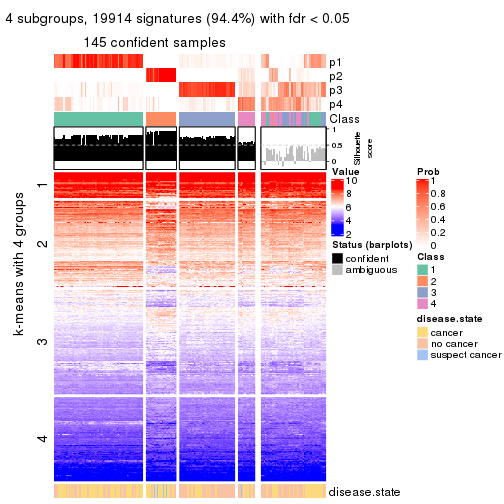 4 subgroups, 19914 signatures (94.4%) with fdr < 0.05
145 confident samples
p1
p2
p3
p4
Class
1
0.5
0
Silhouette
score
k-means with 4 groups
1
2
3
4
disease.state
Value
10
8
6
4
2
Status (barplots)
confident
ambiguous
Prob
1
0.8
0.6
0.4
0.2
0
Class
1
2
3
4
disease.state
cancer
no cancer
suspect cancer